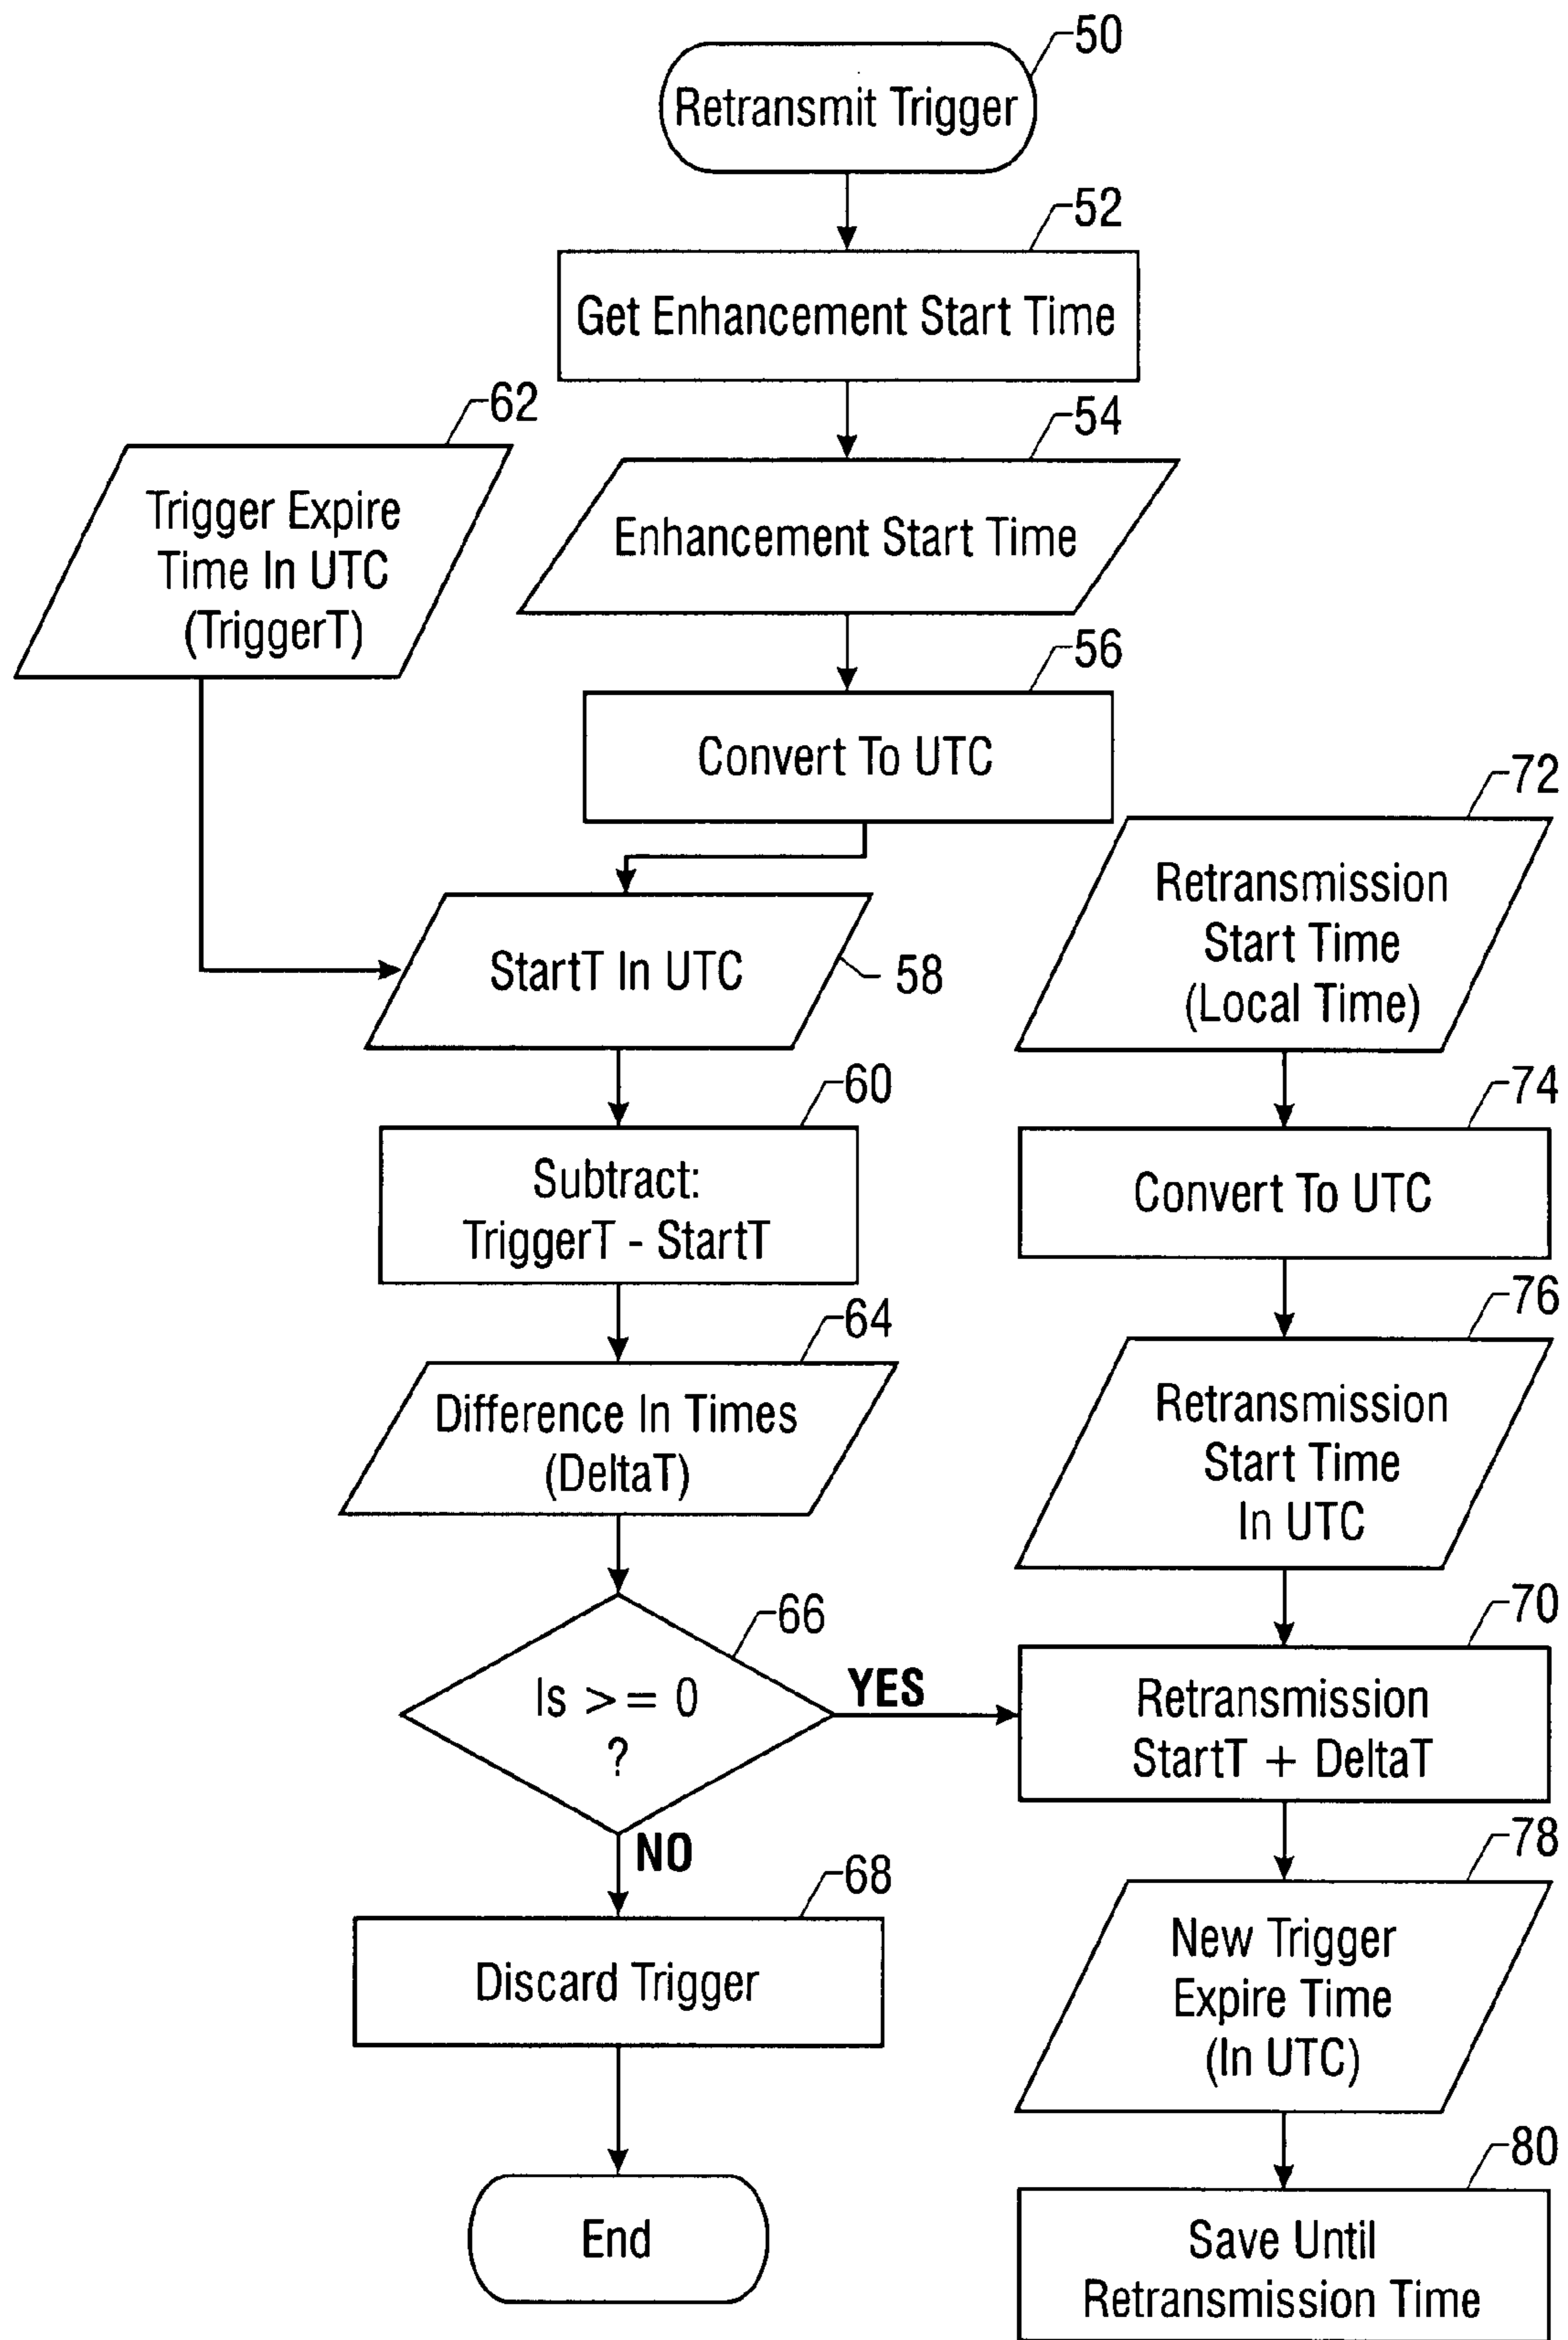 50
Retransmit Trigger
52
Get Enhancement Start Time
62
Trigger Expire
Time In UTC
(TriggerT)
54
Enhancement Start Time
56
Convert To UTC
58
StartT In UTC
60
Subtract:
TriggerT - StartT
64
Difference In Times
(DeltaT)
66
Is >= 0
?
YES
NO
68
Discard Trigger
End
72
Retransmission
Start Time
(Local Time)
74
Convert To UTC
76
Retransmission
Start Time
In UTC
70
Retransmission
StartT + DeltaT
78
New Trigger
Expire Time
(In UTC)
80
Save Until
Retransmission Time